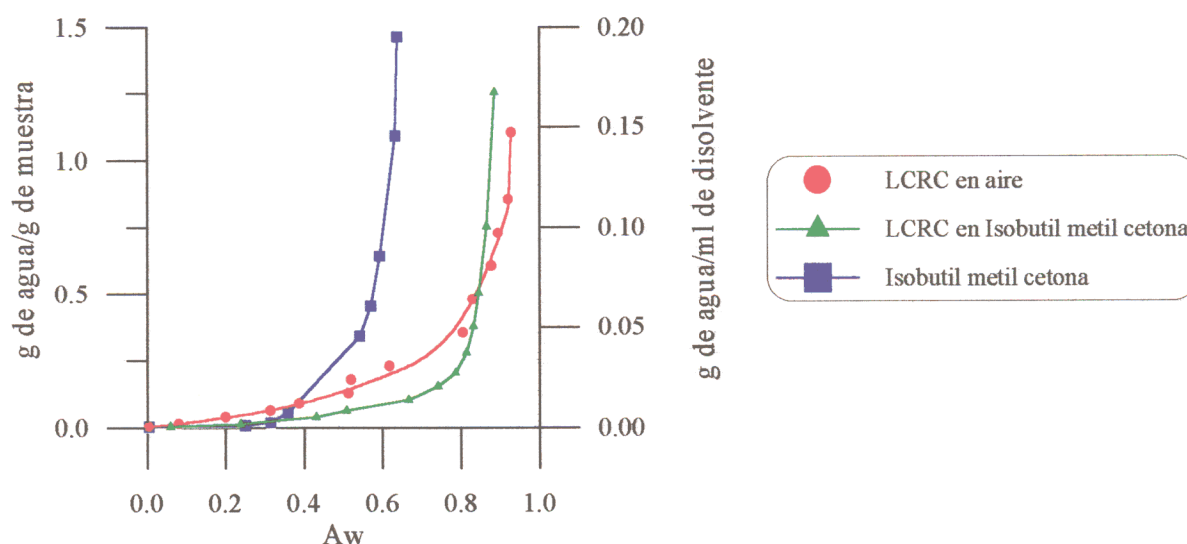 g de agua/g de muestra
1.5
1.0
0.5
0.0
0.0 0.2 0.4 0.6 0.8 1.0
Aw
0.20
0.15
0.10
0.05
0.00
g de agua/ml de disolvente
LCRC en aire
LCRC en Isobutil metil cetona
Isobutil metil cetona